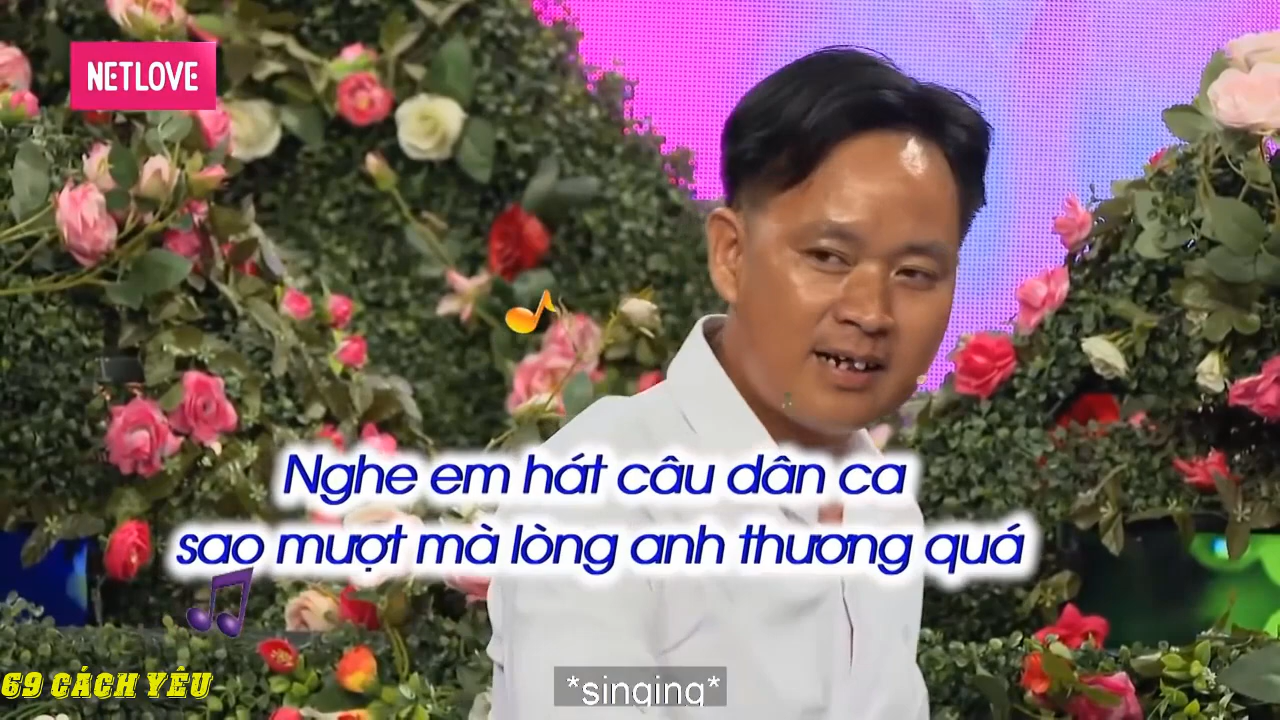 NETLOVE
Nghe em hát câu dân ca
sao mượt mà lòng anh thương quá
69 CÁCH YÊU
*singing*